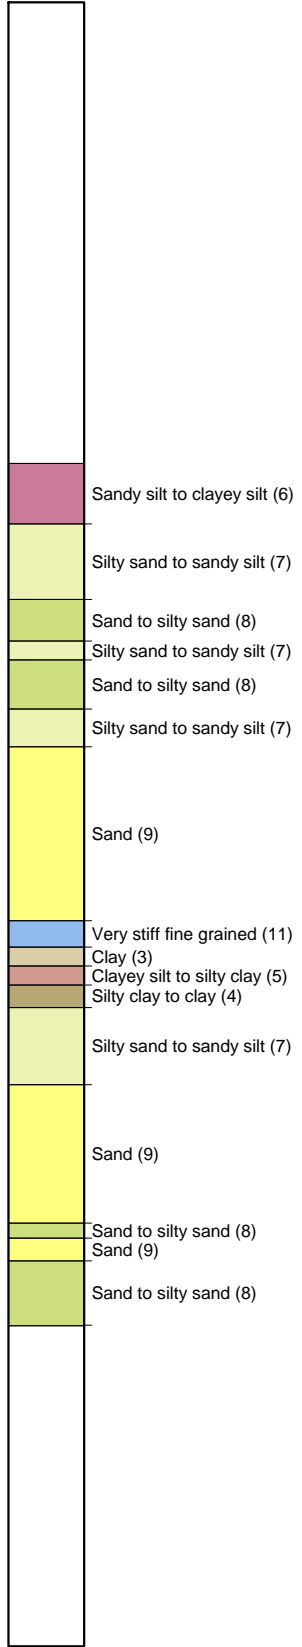 Sandy silt to clayey silt (6)
Silty sand to sandy silt (7)
Sand to silty sand (8)
Silty sand to sandy silt (7)
Sand to silty sand (8)
Silty sand to sandy silt (7)
Sand (9)
Very stiff fine grained (11)
Clay (3)
Clayey silt to silty clay (5)
Silty clay to clay (4)
Silty sand to sandy silt (7)
Sand (9)
Sand to silty sand (8)
Sand (9)
Sand to silty sand (8)